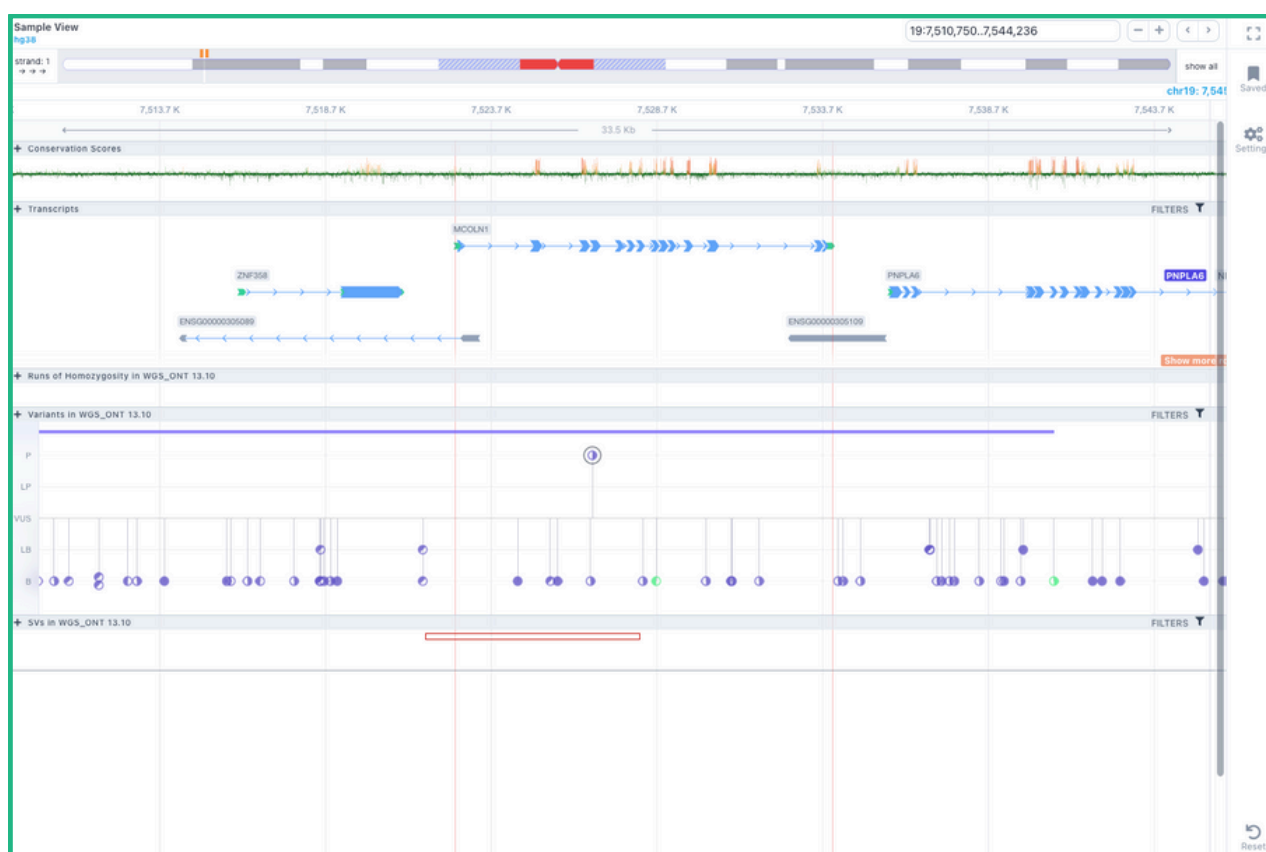 Sample View
hg38
19:7,510,750..7,544,236
strand: 1
show all
chr19: 7,545
Saved
7,513.7 K 7,518.7 K 7,523.7 K 7,528.7 K 7,533.7 K 7,538.7 K 7,543.7 K
33.5 Kb
Setting
Conservation Scores
Transcripts FILTERS
MCOLN1
ZNF358 PNPLA6 PNPLA6 N
ENSG00000305089 ENSG00000305109
Show more ro
Runs of Homozygosity in WGS_ONT 13.10
Variants in WGS_ONT 13.10 FILTERS
P
LP
VUS
LB
B
SVs in WGS_ONT 13.10 FILTERS
Reset